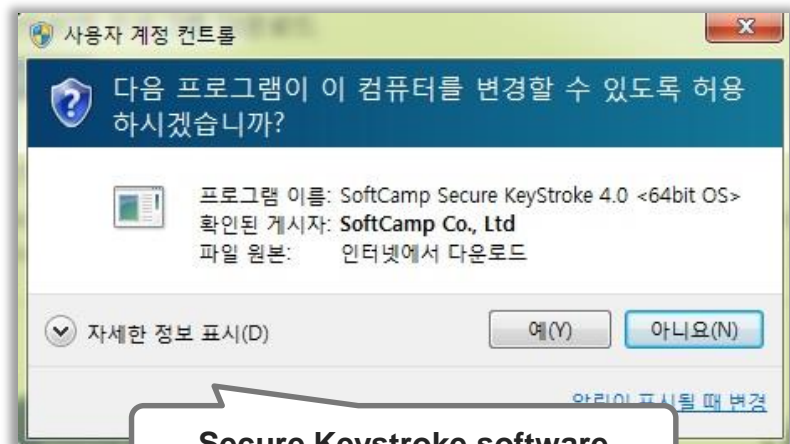 사용자 계정 컨트롤
다음 프로그램이 이 컴퓨터를 변경할 수 있도록 허용
하시겠습니까?
프로그램 이름: SoftCamp Secure KeyStroke 4.0 <64bit OS>
확인된 게시자: SoftCamp Co., Ltd
파일 원본: 인터넷에서 다운로드
자세한 정보 표시(D)
예(Y)
아니요(N)
알림이 표시될 때 변경
Secure Keystroke software